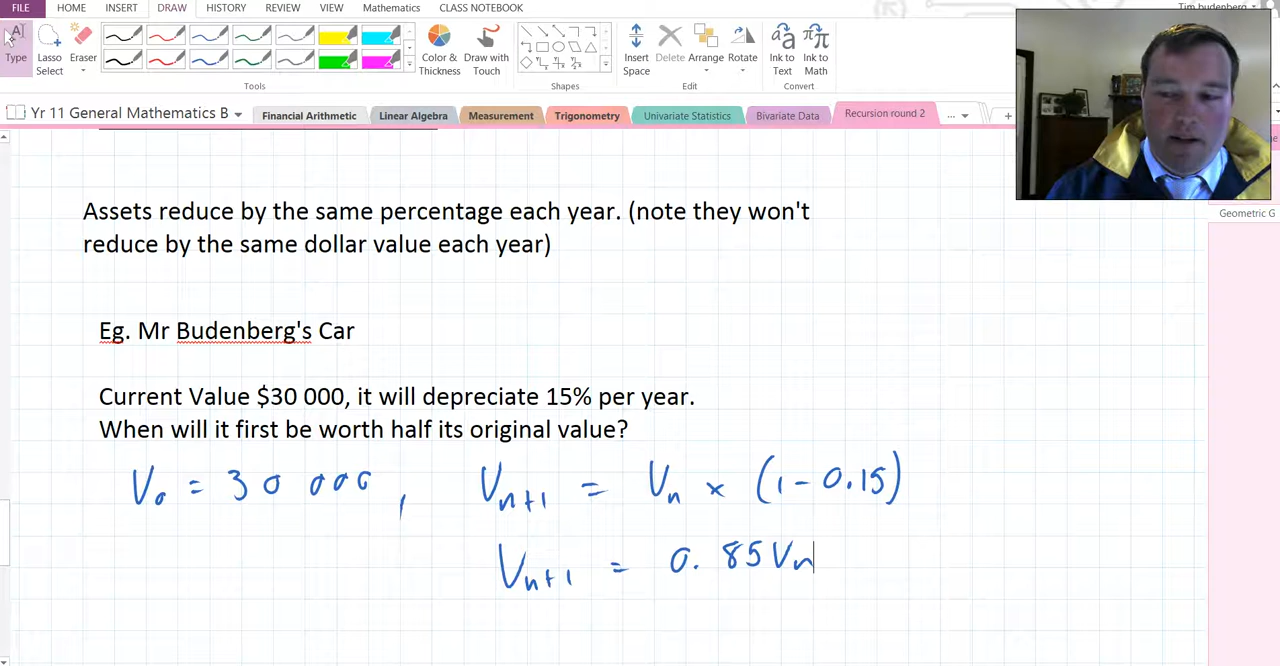 Tim budenberg
FILE HOME INSERT DRAW HISTORY REVIEW VIEW Mathematics CLASS NOTEBOOK
Type
Lasso Select
Eraser
Color & Thickness
Draw with Touch
Insert Space
Delete
Arrange
Rotate
Ink to Text
Ink to Math
Tools
Shapes
Edit
Convert
Yr 11 General Mathematics B
Financial Arithmetic
Linear Algebra
Measurement
Trigonometry
Univariate Statistics
Bivariate Data
Recursion round 2
...
Geometric G
Assets reduce by the same percentage each year. (note they won't
reduce by the same dollar value each year)
Eg. Mr Budenberg's Car
Current Value $30 000, it will depreciate 15% per year.
When will it first be worth half its original value?
V₀ = 30 000, Vₙ₊₁ = Vₙ × (1 - 0.15)
Vₙ₊₁ = 0.85Vₙ